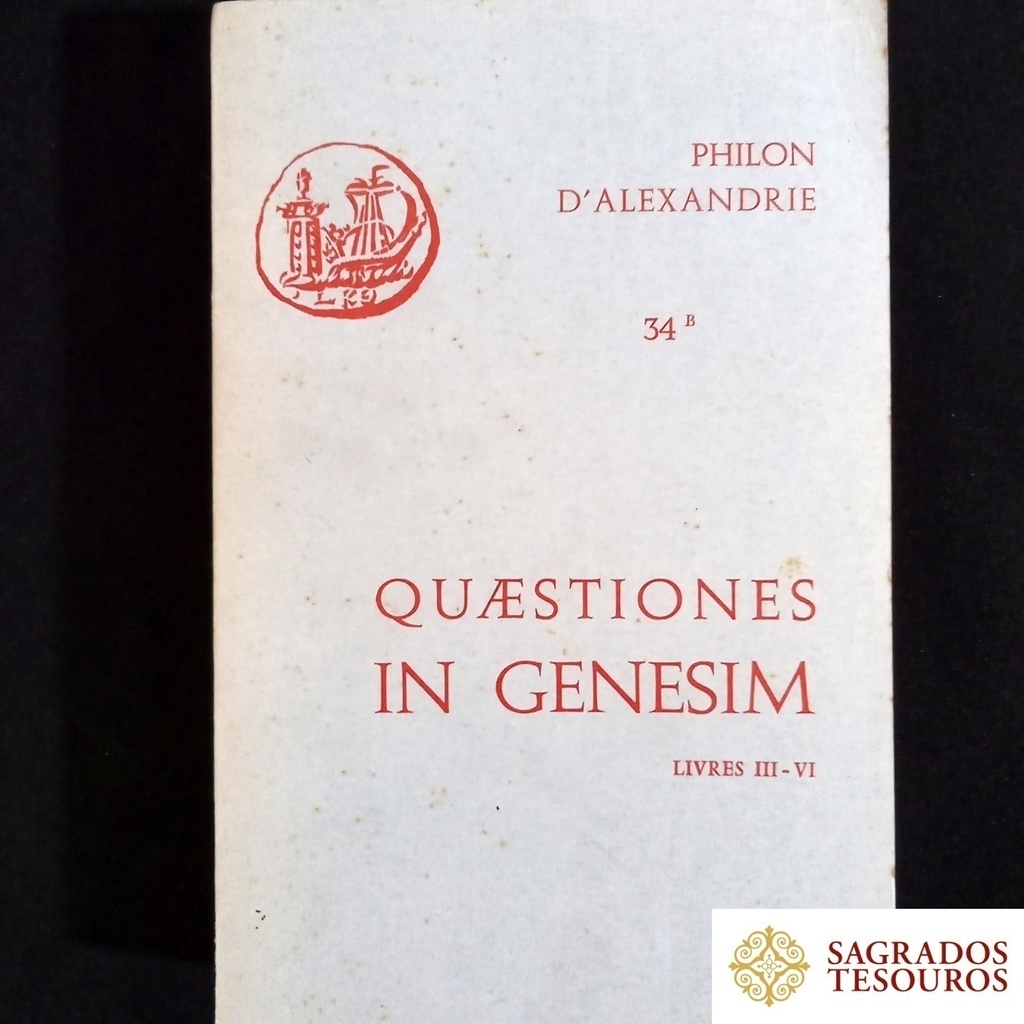 PHILON
D'ALEXANDRIE
34 B
QUÆSTIONES
IN GENESIM
LIVRES III - VI
SAGRADOS
TESOUROS